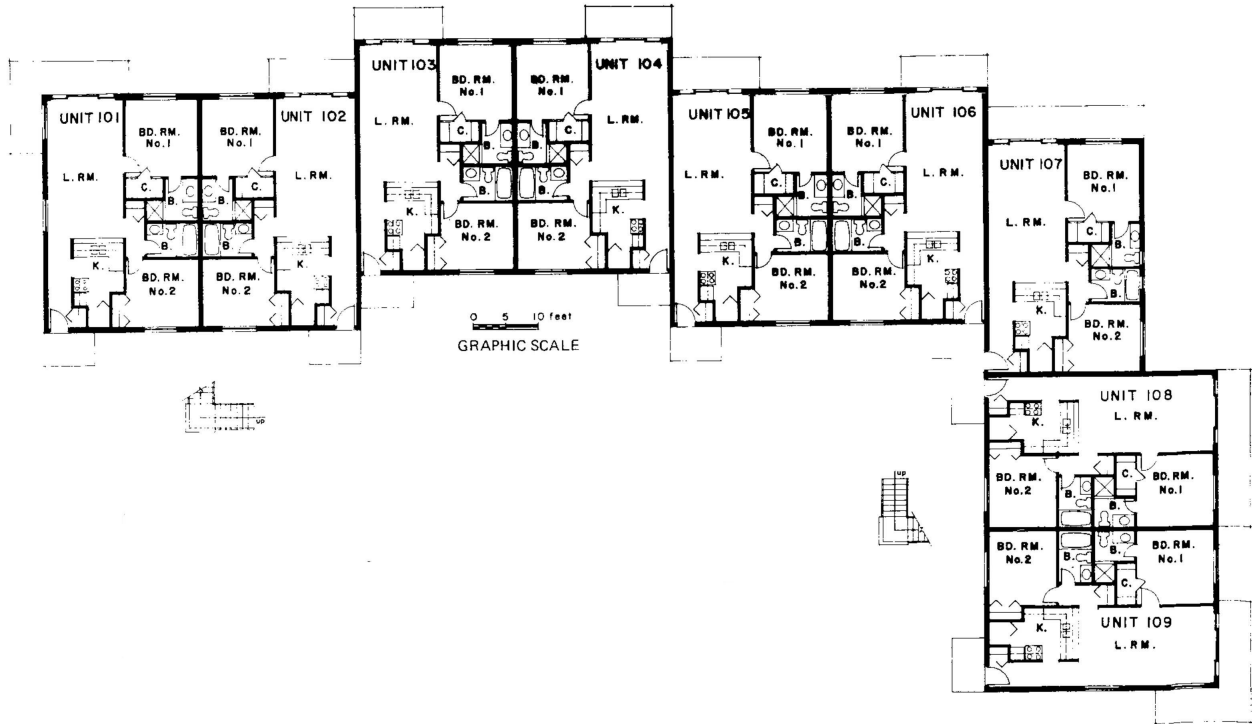 UNIT 101
BD. RM.
No.1
L. RM.
C.
B.
B.
K.
BD. RM.
No.2
UNIT 102
BD. RM.
No.1
L. RM.
C.
B.
B.
K.
BD. RM.
No.2
UNIT 103
BD. RM.
No.1
L. RM.
C.
B.
B.
K.
BD. RM.
No.2
UNIT 104
BD. RM.
No.1
L. RM.
C.
B.
B.
K.
BD. RM.
No.2
UNIT 105
BD. RM.
No.1
L. RM.
C.
B.
B.
K.
BD. RM.
No.2
UNIT 106
BD. RM.
No.1
L. RM.
C.
B.
B.
K.
BD. RM.
No.2
UNIT 107
BD. RM.
No.1
L. RM.
C.
B.
B.
K.
BD. RM.
No.2
0 5 10 feet
GRAPHIC SCALE
up
up
UNIT 108
L. RM.
K.
BD. RM.
No.2
B.
C.
B.
BD. RM.
No.1
BD. RM.
No.2
B.
B.
C.
BD. RM.
No.1
K.
UNIT 109
L. RM.